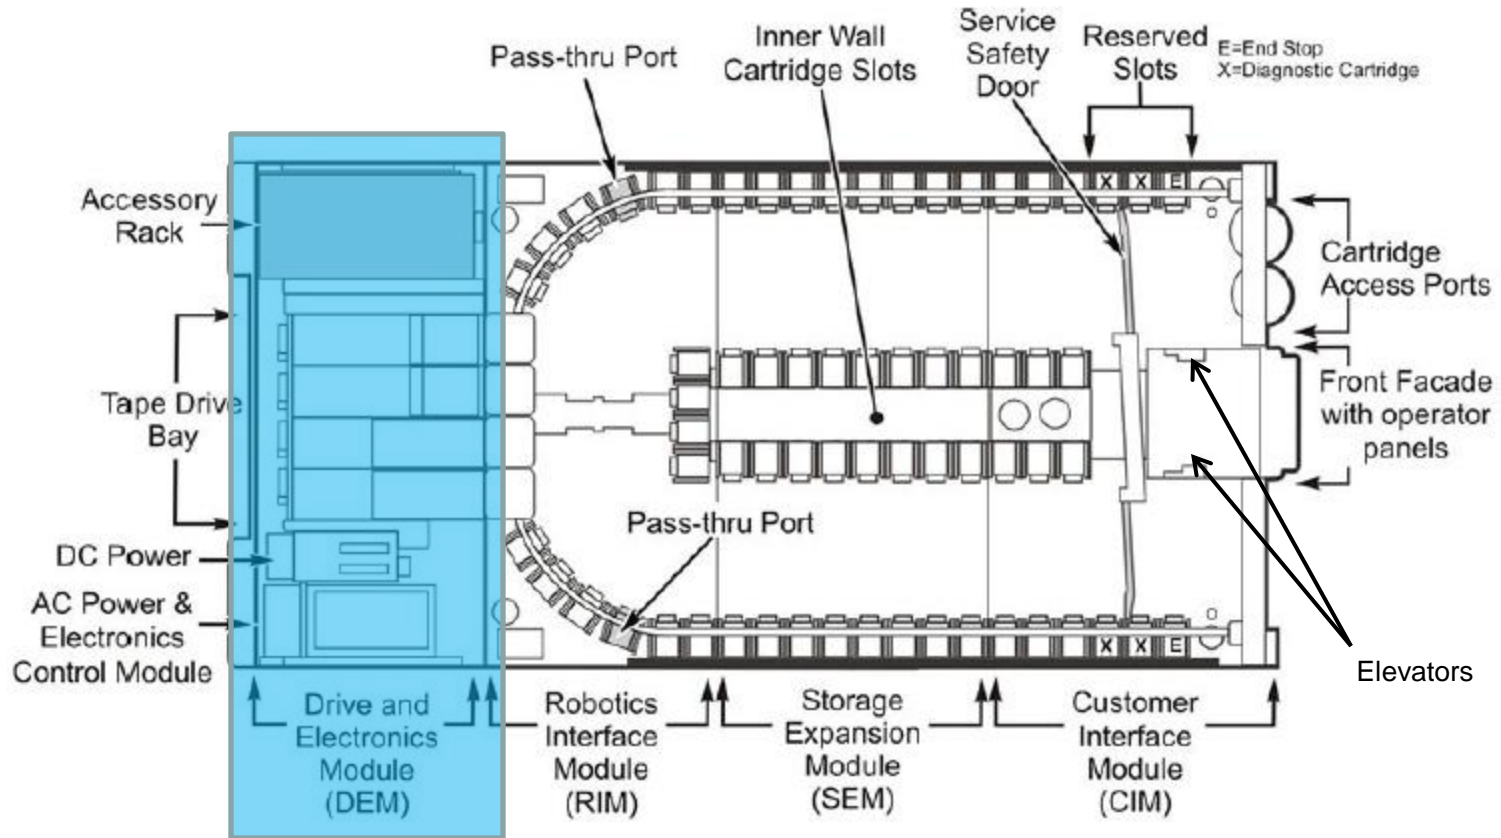 Pass-thru Port
Inner Wall
Cartridge Slots
Service
Safety
Door
Reserved
Slots
E=End Stop
X=Diagnostic Cartridge
X X E
Accessory
Rack
Cartridge
Access Ports
Tape Drive
Bay
Front Facade
with operator
panels
Pass-thru Port
DC Power
AC Power &
Electronics
Control Module
X X E
Elevators
Drive and
Electronics
Module
(DEM)
Robotics
Interface
Module
(RIM)
Storage
Expansion
Module
(SEM)
Customer
Interface
Module
(CIM)